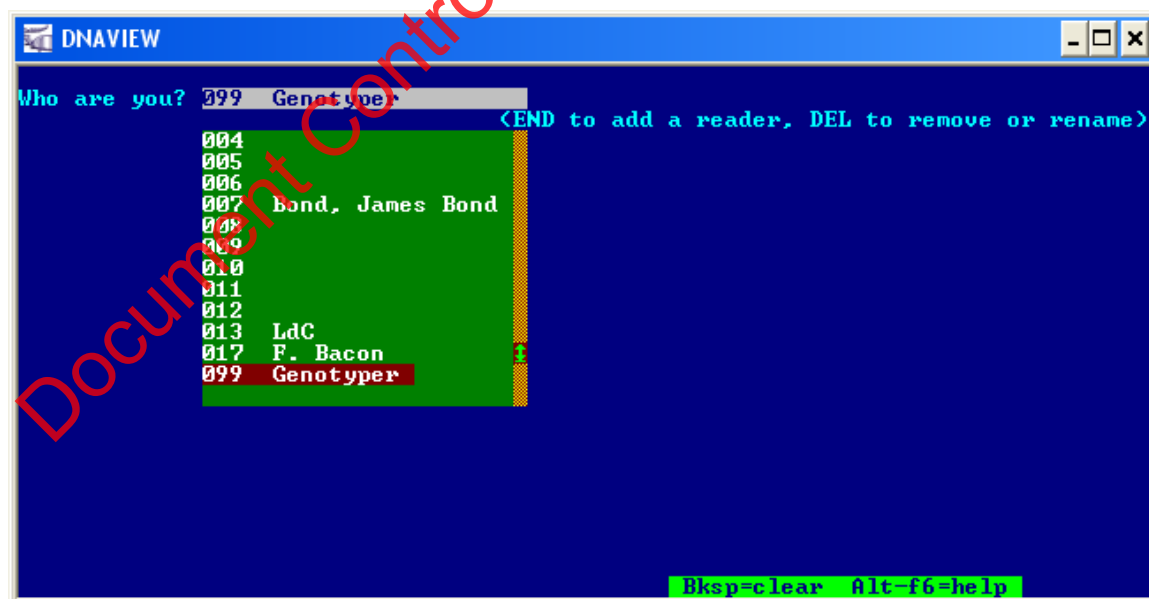 DNAVIEW
Who are you? 099 Genotyper
(END to add a reader, DEL to remove or rename)
004
005
006
007 Bond, James Bond
008
009
010
011
012
013 LdC
017 F. Bacon
099 Genotyper
Bksp=clear Alt-f6=help
Document Contro